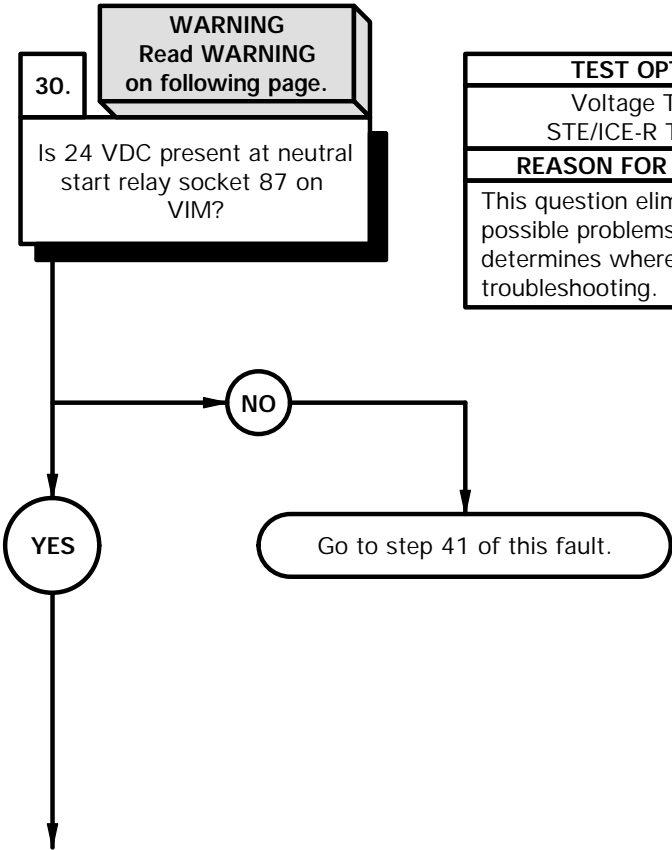 WARNING
Read WARNING
on following page.
30.
Is 24 VDC present at neutral
start relay socket 87 on
VIM?
TEST
Voltage
STE/ICE-R
REASON FOR
This question
possible problems
determines where
troubleshooting.
NO
YES
Go to step 41 of this fault.